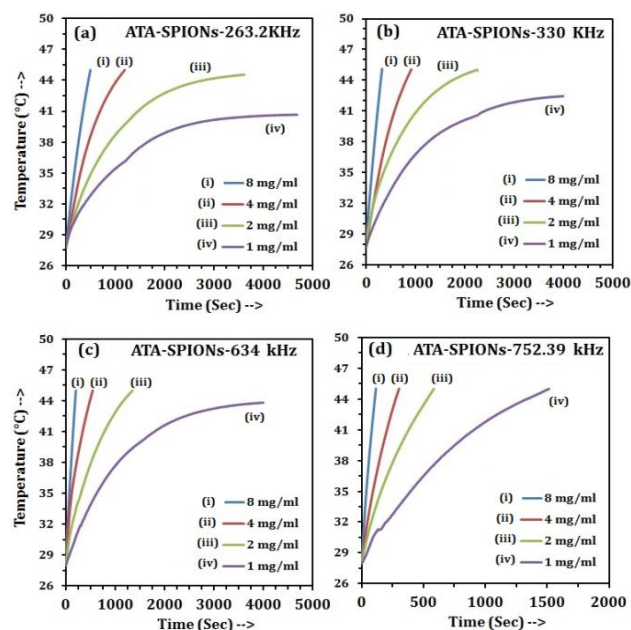 (a) ATA-SPIONs-263.2KHz
50
47
44
41
38
35
32
29
26
Temperature (°C) -->
(i) (ii) (iii)
(iv)
(i) 8 mg/ml
(ii) 4 mg/ml
(iii) 2 mg/ml
(iv) 1 mg/ml
0 1000 2000 3000 4000 5000
Time (Sec) -->
(b) ATA-SPIONs-330 KHz
50
47
44
41
38
35
32
29
26
(i) (ii) (iii)
(iv)
(i) 8 mg/ml
(ii) 4 mg/ml
(iii) 2 mg/ml
(iv) 1 mg/ml
0 1000 2000 3000 4000 5000
Time (Sec) -->
(c) ATA-SPIONs-634 kHz
50
47
44
41
38
35
32
29
26
Temperature (°C) -->
(i) (ii) (iii)
(iv)
(i) 8 mg/ml
(ii) 4 mg/ml
(iii) 2 mg/ml
(iv) 1 mg/ml
0 1000 2000 3000 4000 5000
Time (Sec) -->
(d) ATA-SPIONs-752.39 kHz
50
47
44
41
38
35
32
29
26
(i) (ii) (iii)
(iv)
(i) 8 mg/ml
(ii) 4 mg/ml
(iii) 2 mg/ml
(iv) 1 mg/ml
0 500 1000 1500 2000
Time (Sec) -->